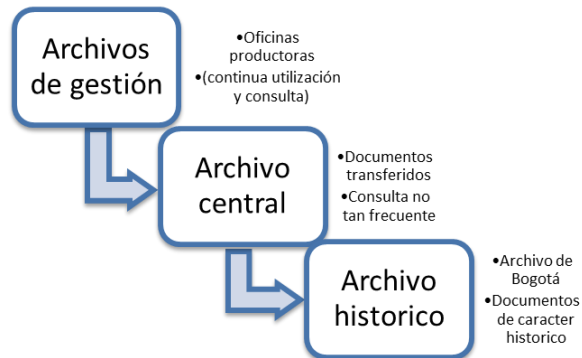 Archivos
de gestión
•Oficinas
productoras
•(continua utilización
y consulta)
Archivo
central
•Documentos
transferidos
•Consulta no
tan frecuente
Archivo
historico
•Archivo de
Bogotá
•Documentos
de caracter
historico